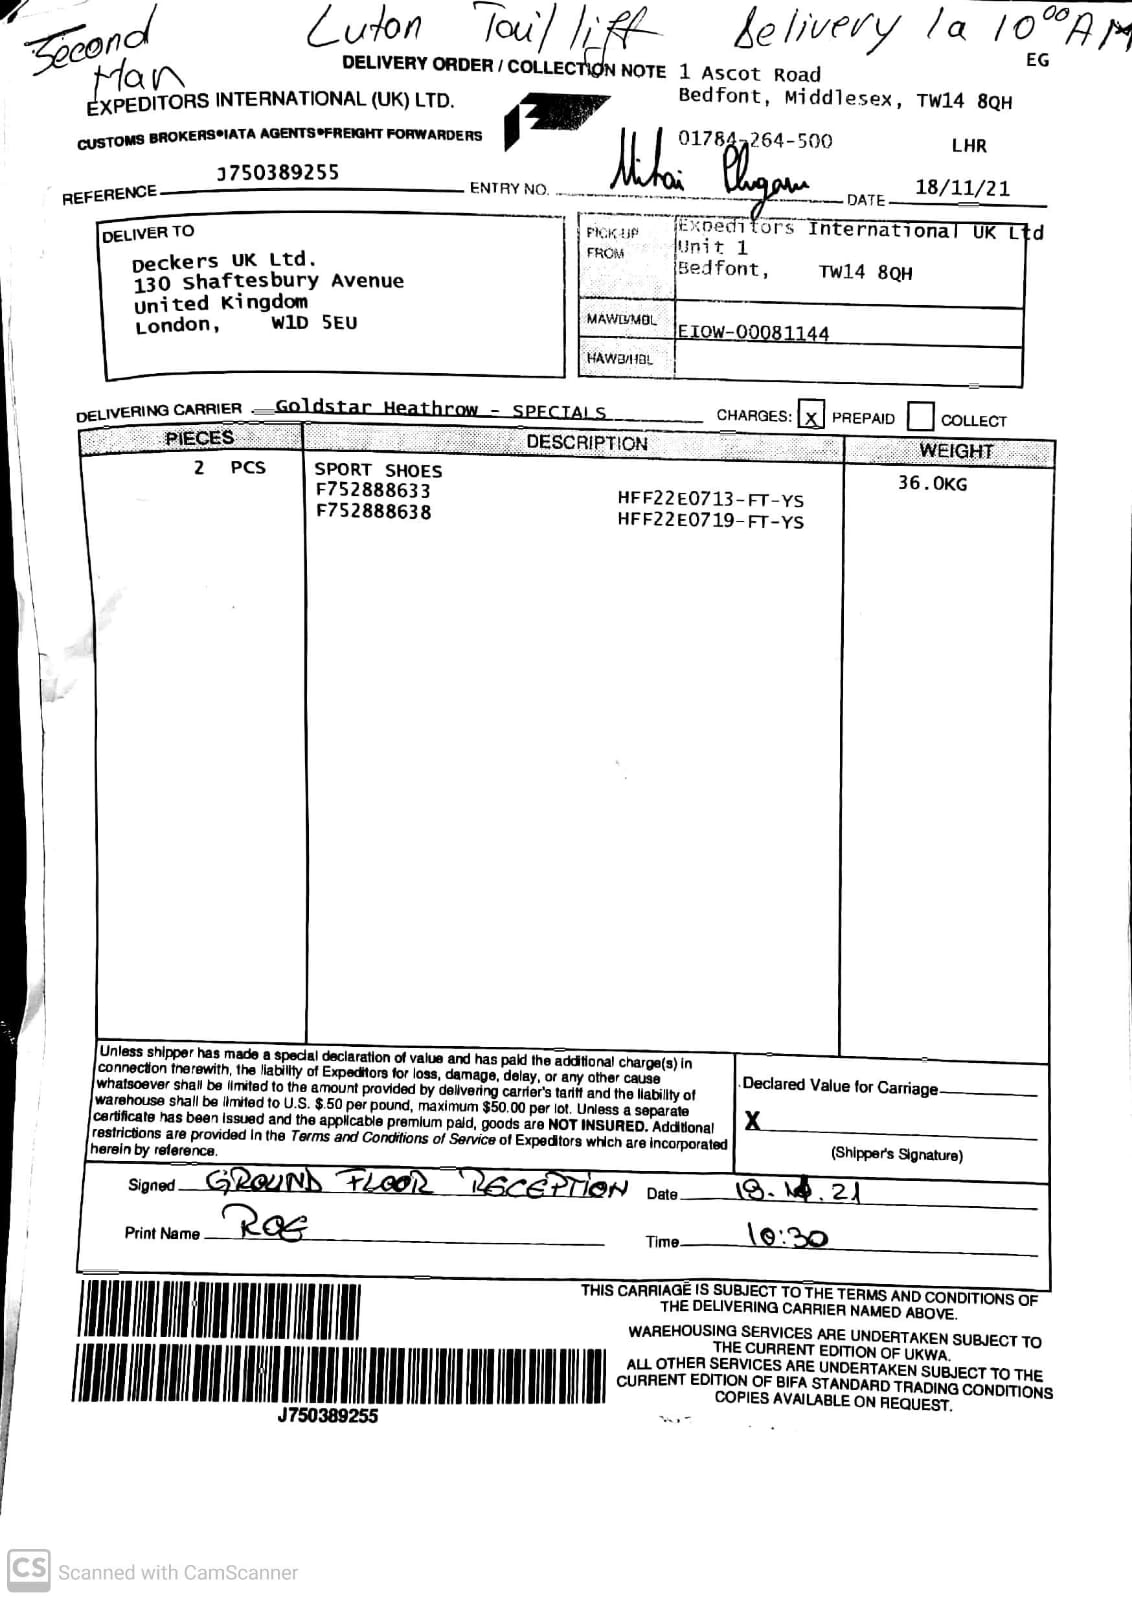 Second Man
Luton Tail lift Delivery la 10⁰⁰ AM
DELIVERY ORDER / COLLECTION NOTE
1 Ascot Road
EG
Bedfont, Middlesex, TW14 8QH
EXPEDITORS INTERNATIONAL (UK) LTD.
CUSTOMS BROKERS•IATA AGENTS•FREIGHT FORWARDERS
01784-264-500
LHR
REFERENCE J750389255
ENTRY NO.
Mihai
DATE 18/11/21
DELIVER TO
Deckers UK Ltd.
130 Shaftesbury Avenue
United Kingdom
London, W1D 5EU
PICK-UP FROM
Expeditors International UK Ltd
Unit 1
Bedfont, TW14 8QH
MAWB/MBL EIOW-00081144
HAWB/HBL
DELIVERING CARRIER Goldstar Heathrow - SPECIALS
CHARGES: X PREPAID COLLECT
PIECES DESCRIPTION WEIGHT
2 PCS SPORT SHOES 36.0KG
F752888633 HFF22E0713-FT-YS
F752888638 HFF22E0719-FT-YS
Unless shipper has made a special declaration of value and has paid the additional charge(s) in
connection therewith, the liability of Expeditors for loss, damage, delay, or any other cause
whatsoever shall be limited to the amount provided by delivering carrier's tariff and the liability of
warehouse shall be limited to U.S. $.50 per pound, maximum $50.00 per lot. Unless a separate
certificate has been issued and the applicable premium paid, goods are NOT INSURED. Additional
restrictions are provided in the Terms and Conditions of Service of Expeditors which are incorporated
herein by reference.
Declared Value for Carriage
X
(Shipper's Signature)
Signed GROUND FLOOR RECEPTION Date 19. .21
Print Name ROG Time 10:30
THIS CARRIAGE IS SUBJECT TO THE TERMS AND CONDITIONS OF
THE DELIVERING CARRIER NAMED ABOVE.
WAREHOUSING SERVICES ARE UNDERTAKEN SUBJECT TO
THE CURRENT EDITION OF UKWA.
ALL OTHER SERVICES ARE UNDERTAKEN SUBJECT TO THE
CURRENT EDITION OF BIFA STANDARD TRADING CONDITIONS
COPIES AVAILABLE ON REQUEST.
J750389255
CS Scanned with CamScanner